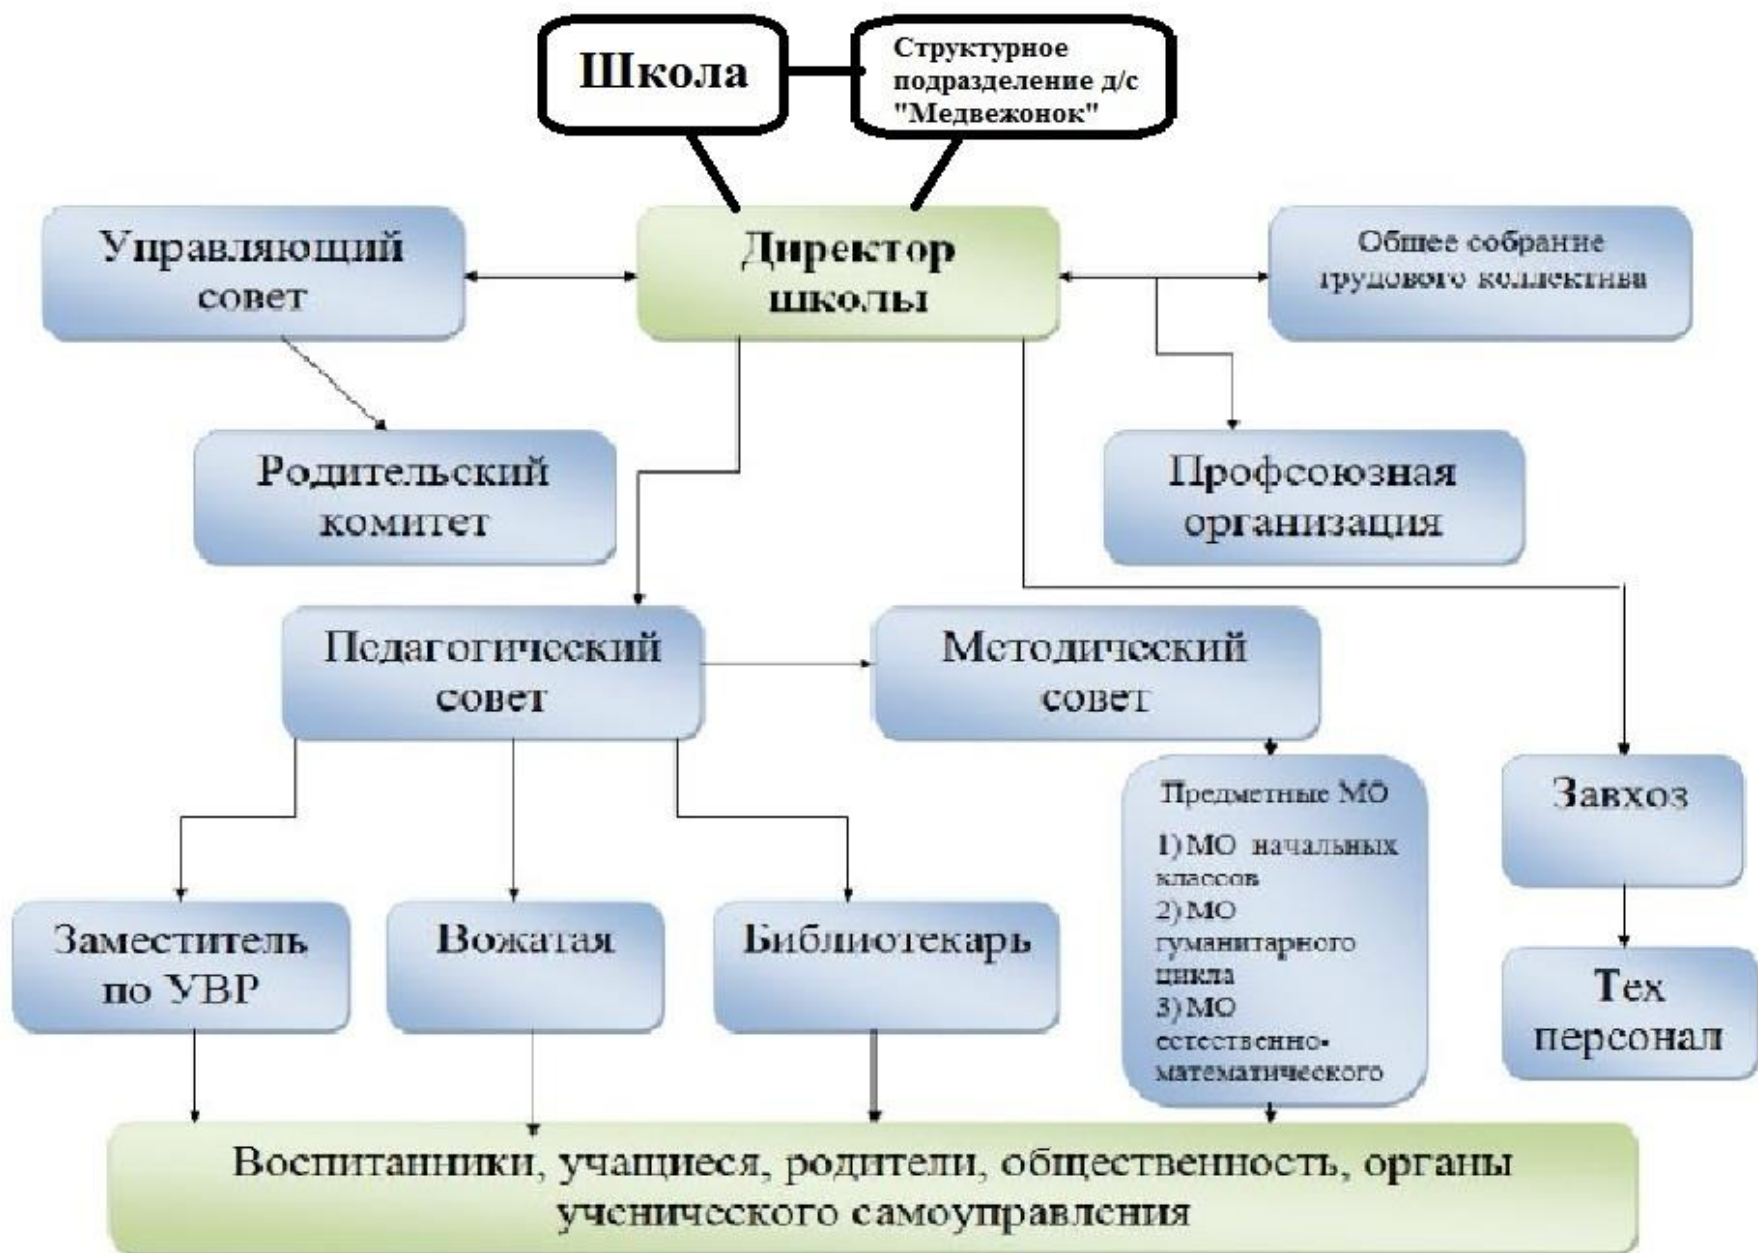 Школа
Структурное
подразделение д/с
"Медвежонок"
Управляющий
совет
Директор
школы
Общее собрание
трудового коллектива
Родительский
комитет
Профсоюзная
организация
Педагогический
совет
Методический
совет
Предметные МО
1) МО начальных
классов
2) МО
гуманитарного
цикла
3) МО
естественно-
математического
Завхоз
Заместитель
по УВР
Вожатая
Библиотекарь
Тех
персонал
Воспитанники, учащиеся, родители, общественность, органы
ученического самоуправления